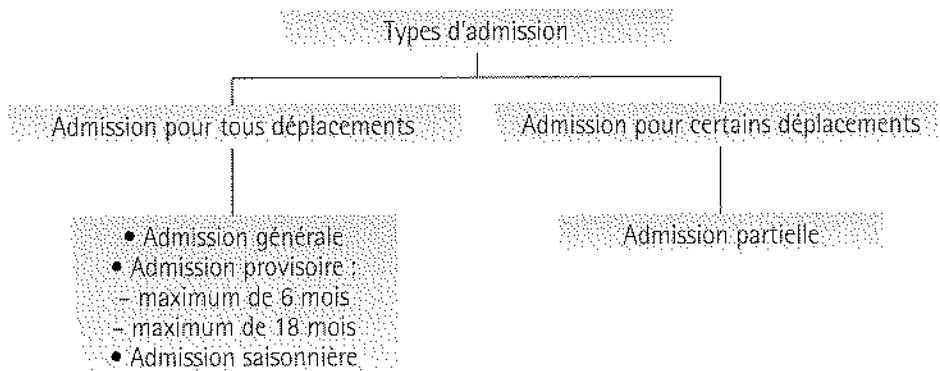 Types d'admission
Admission pour tous déplacements
Admission pour certains déplacements
• Admission générale
• Admission provisoire :
– maximum de 6 mois
– maximum de 18 mois
• Admission saisonnière
Admission partielle